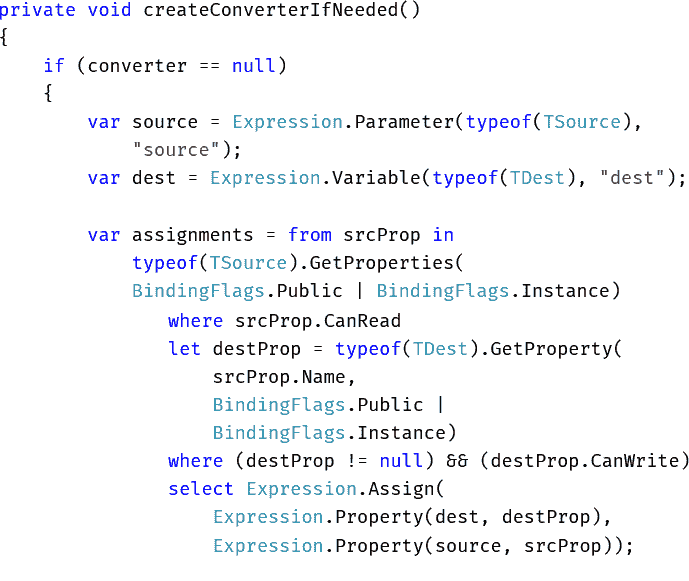 private void createConverterIfNeeded()
{
    if (converter == null)
    {
        var source = Expression.Parameter(typeof(TSource),
            "source");
        var dest = Expression.Variable(typeof(TDest), "dest");

        var assignments = from srcProp in
            typeof(TSource).GetProperties(
            BindingFlags.Public | BindingFlags.Instance)
               where srcProp.CanRead
               let destProp = typeof(TDest).GetProperty(
                   srcProp.Name,
                   BindingFlags.Public |
                   BindingFlags.Instance)
               where (destProp != null) && (destProp.CanWrite)
               select Expression.Assign(
                   Expression.Property(dest, destProp),
                   Expression.Property(source, srcProp));